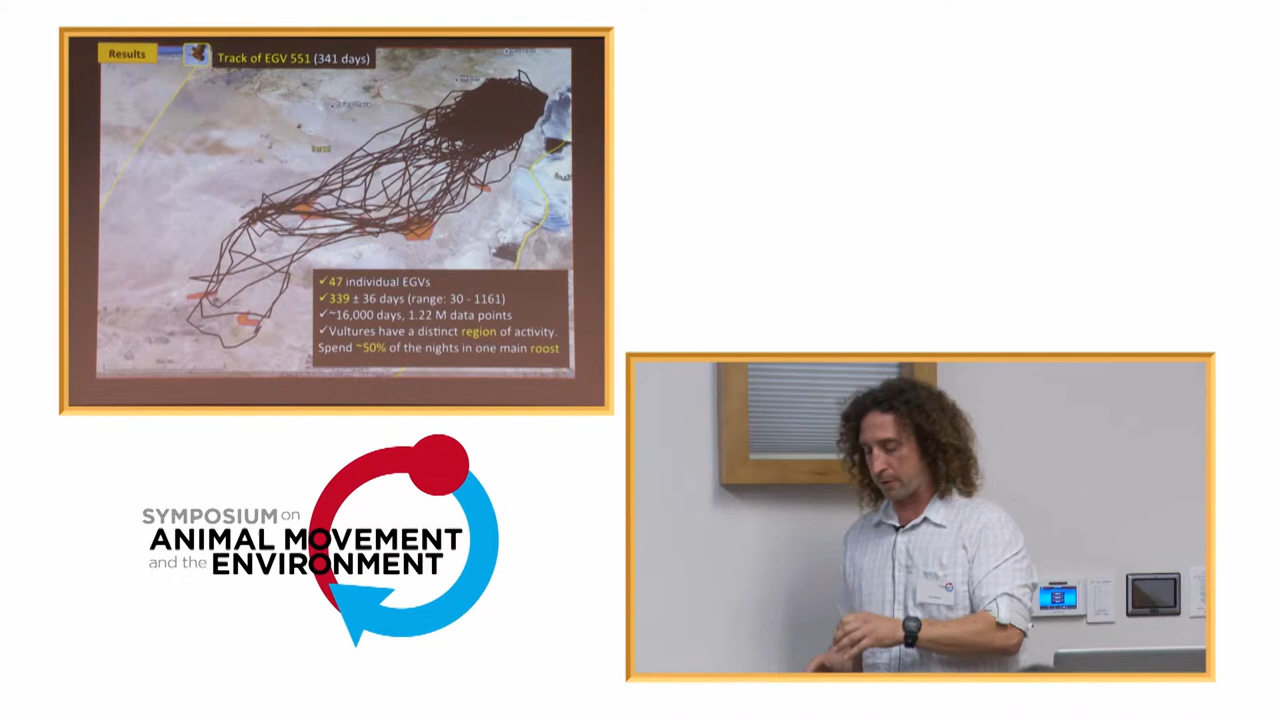 Results
Track of EGV 551 (341 days)
✓47 individual EGVs
✓339 ± 36 days (range: 30 - 1161)
✓~16,000 days, 1.22 M data points
✓Vultures have a distinct region of activity.
Spend ~50% of the nights in one main roost
SYMPOSIUM on
ANIMAL MOVEMENT
and the ENVIRONMENT